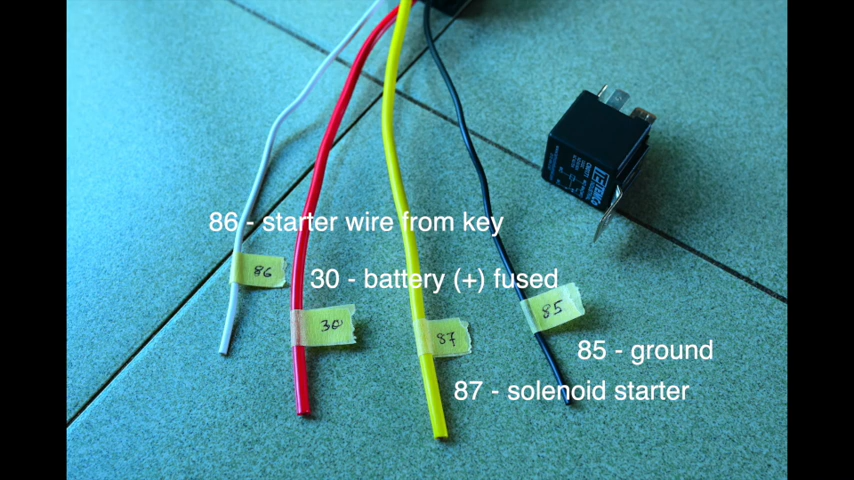 86 - starter wire from key
86
30 - battery (+) fused
30
87
85
85 - ground
87 - solenoid starter